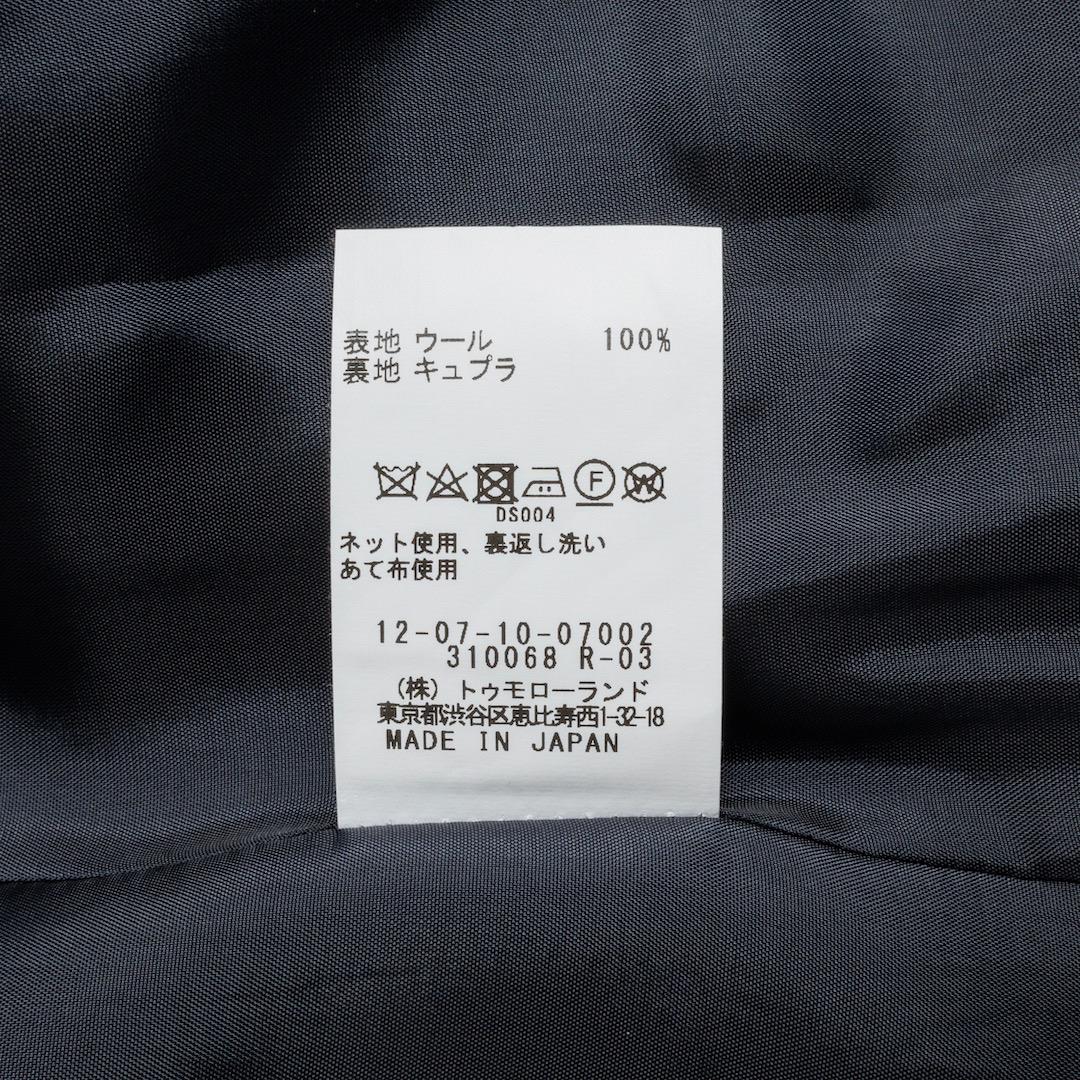 表地 ウール 100%
裏地 キュプラ
F W
DS004
ネット使用、裏返し洗い
あて布使用
12-07-10-07002
310068 R-03
(株) トゥモローランド
東京都渋谷区恵比寿西1-32-18
MADE IN JAPAN